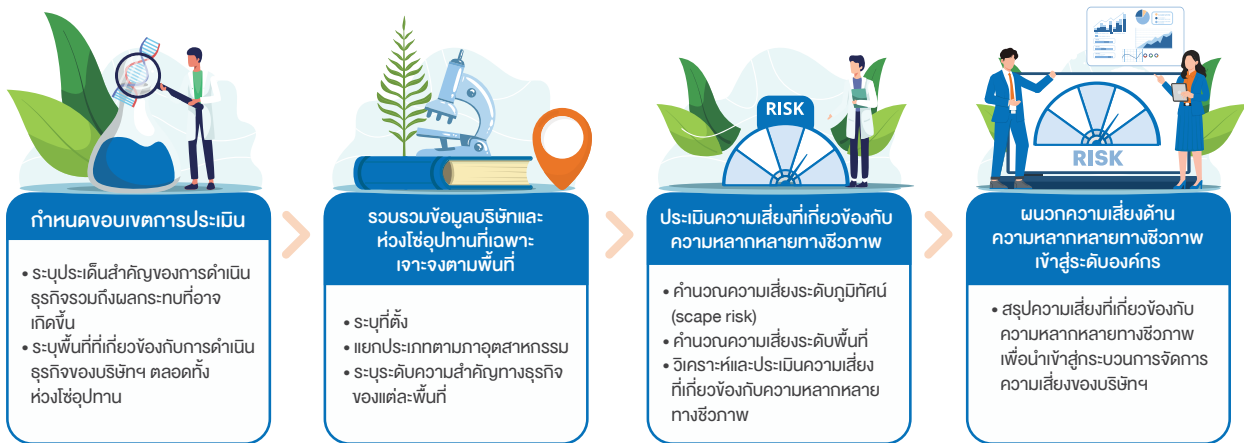 กำหนดขอบเขตการประเมิน
• ระบุประเด็นสำคัญของการดำเนิน
ธุรกิจรวมถึงผลกระทบที่อาจ
เกิดขึ้น
• ระบุพื้นที่ที่เกี่ยวข้องกับการดำเนิน
ธุรกิจของบริษัทฯ ตลอดทั้ง
ห่วงโซ่อุปทาน
รวบรวมข้อมูลบริษัทและ
ห่วงโซ่อุปทานที่เฉพาะ
เจาะจงตามพื้นที่
• ระบุที่ตั้ง
• แยกประเภทตามภาอุตสาหกรรม
• ระบุระดับความสำคัญทางธุรกิจ
ของแต่ละพื้นที่
RISK
ประเมินความเสี่ยงที่เกี่ยวข้องกับ
ความหลากหลายทางชีวภาพ
• คำนวณความเสี่ยงระดับภูมิทัศน์
(scape risk)
• คำนวณความเสี่ยงระดับพื้นที่
• วิเคราะห์และประเมินความเสี่ยง
ที่เกี่ยวข้องกับความหลากหลาย
ทางชีวภาพ
RISK
ผนวกความเสี่ยงด้าน
ความหลากหลายทางชีวภาพ
เข้าสู่ระดับองค์กร
• สรุปความเสี่ยงที่เกี่ยวข้องกับ
ความหลากหลายทางชีวภาพ
เพื่อนำเข้าสู่กระบวนการจัดการ
ความเสี่ยงของบริษัทฯ